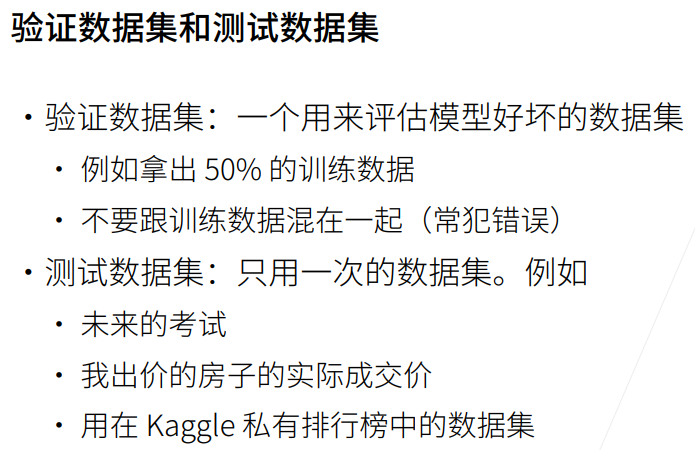 验证数据集和测试数据集
• 验证数据集：一个用来评估模型好坏的数据集
• 例如拿出 50% 的训练数据
• 不要跟训练数据混在一起（常犯错误）
• 测试数据集：只用一次的数据集。例如
• 未来的考试
• 我出价的房子的实际成交价
• 用在 Kaggle 私有排行榜中的数据集